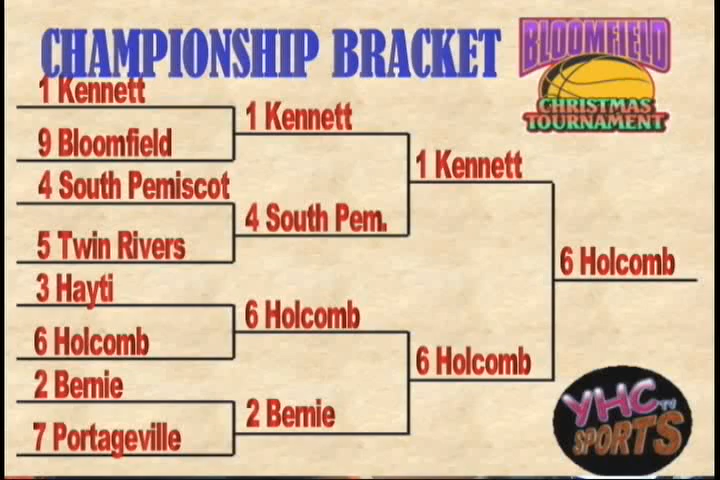 CHAMPIONSHIP BRACKET
BLOOMFIELD
CHRISTMAS
TOURNAMENT
1 Kennett
9 Bloomfield
4 South Pemiscot
5 Twin Rivers
3 Hayti
6 Holcomb
2 Bernie
7 Portageville
1 Kennett
4 South Pem.
6 Holcomb
2 Bernie
1 Kennett
6 Holcomb
6 Holcomb
YHC TV
SPORTS